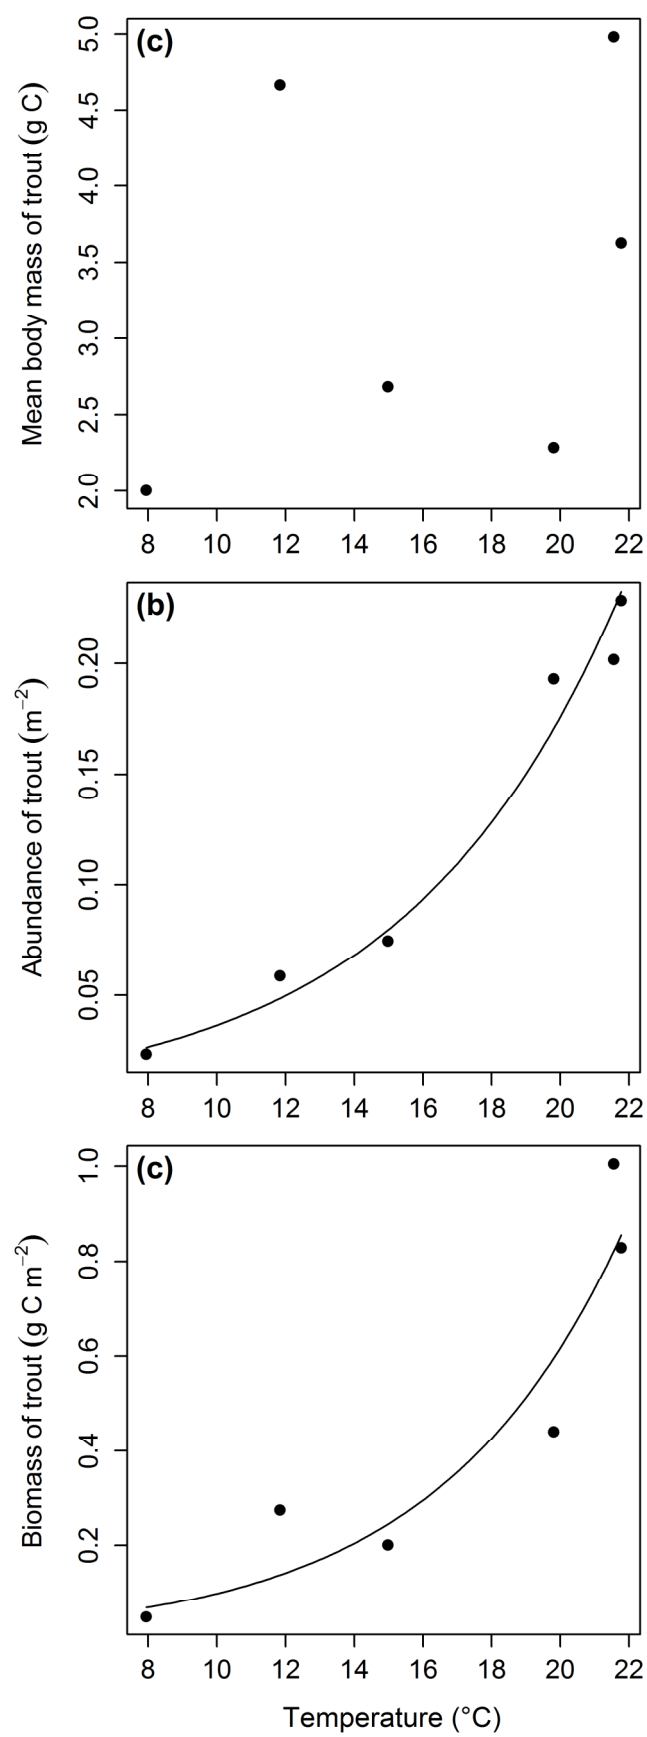 (c)
Mean body mass of trout (g C)
5.0
4.5
4.0
3.5
3.0
2.5
2.0
8 10 12 14 16 18 20 22
(b)
Abundance of trout (m⁻²)
0.20
0.15
0.10
0.05
8 10 12 14 16 18 20 22
(c)
Biomass of trout (g C m⁻²)
1.0
0.8
0.6
0.4
0.2
8 10 12 14 16 18 20 22
Temperature (°C)